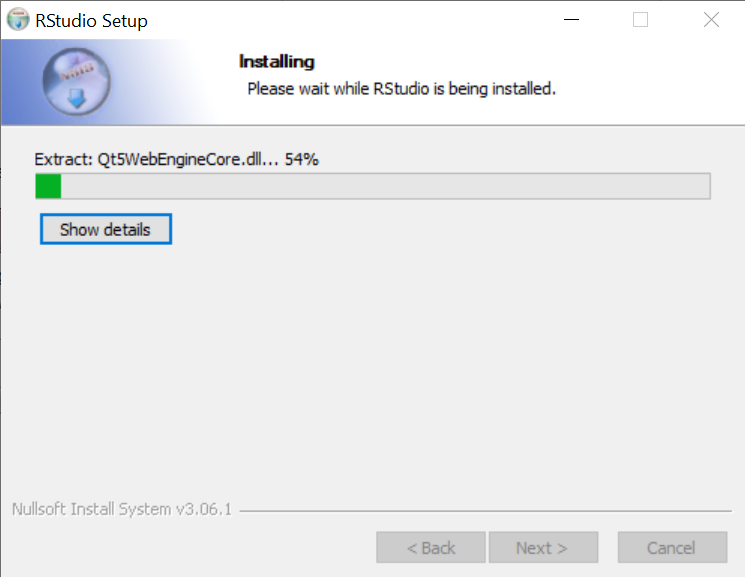 RStudio Setup
Installing
Please wait while RStudio is being installed.
Extract: Qt5WebEngineCore.dll... 54%
Show details
Nullsoft Install System v3.06.1
< Back
Next >
Cancel